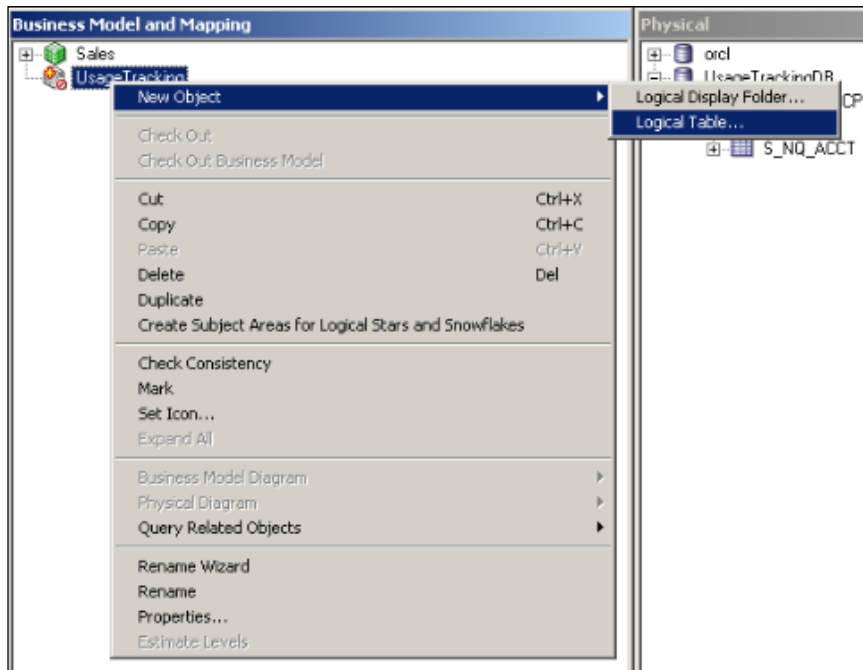 Business Model and Mapping
Physical
Sales
orcl
UsageTracking
UsageTrackingDB
New Object
Logical Display Folder...
CP
Logical Table...
Check Out
S_NQ_ACCT
Check Out Business Model
Cut Ctrl+X
Copy Ctrl+C
Paste Ctrl+V
Delete Del
Duplicate
Create Subject Areas for Logical Stars and Snowflakes
Check Consistency
Mark
Set Icon...
Expand All
Business Model Diagram
Physical Diagram
Query Related Objects
Rename Wizard
Rename
Properties...
Estimate Levels